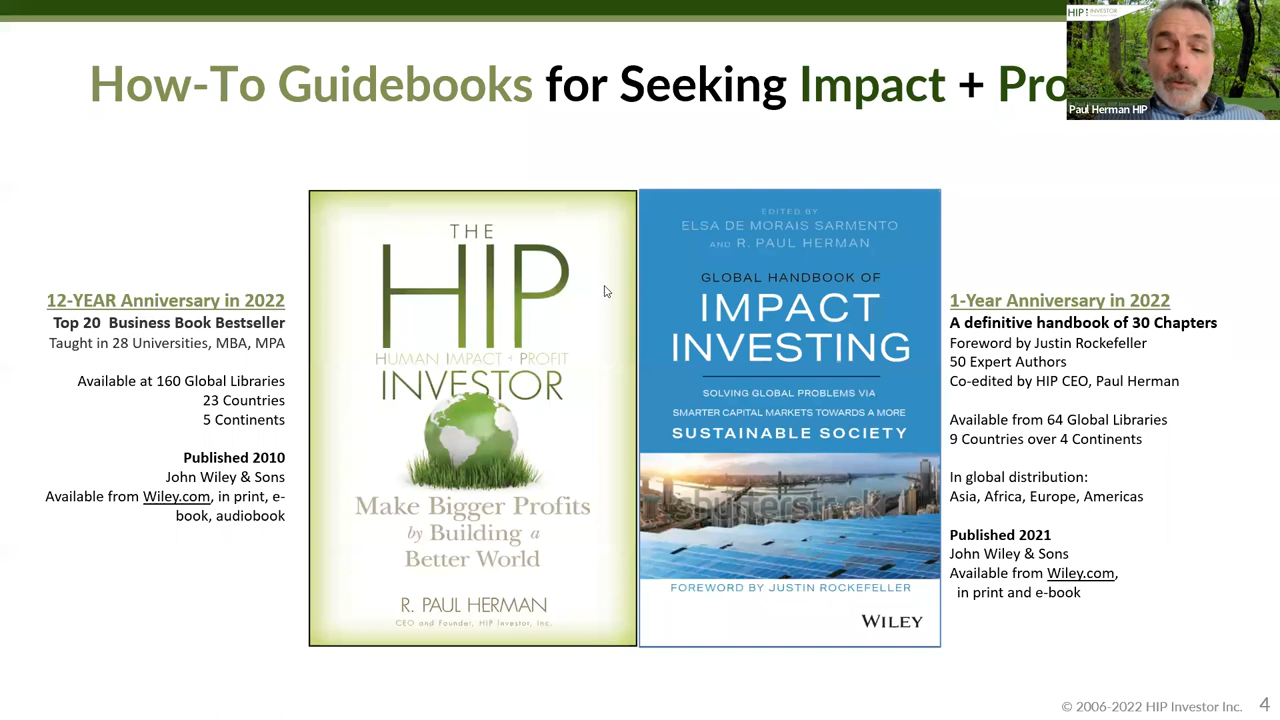 How-To Guidebooks for Seeking Impact + Pro
HIP INVESTOR
Paul Herman HIP
12-YEAR Anniversary in 2022
Top 20 Business Book Bestseller
Taught in 28 Universities, MBA, MPA
Available at 160 Global Libraries
23 Countries
5 Continents
Published 2010
John Wiley & Sons
Available from Wiley.com, in print, e-
book, audiobook
THE
HIP
HUMAN IMPACT + PROFIT
INVESTOR
Make Bigger Profits
by Building a
Better World
R. PAUL HERMAN
CEO and Founder, HIP Investor, Inc.
EDITED BY
ELSA DE MORAIS SARMENTO
AND R. PAUL HERMAN
GLOBAL HANDBOOK OF
IMPACT
INVESTING
SOLVING GLOBAL PROBLEMS VIA
SMARTER CAPITAL MARKETS TOWARDS A MORE
SUSTAINABLE SOCIETY
shutterstock
FOREWORD BY JUSTIN ROCKEFELLER
WILEY
1-Year Anniversary in 2022
A definitive handbook of 30 Chapters
Foreword by Justin Rockefeller
50 Expert Authors
Co-edited by HIP CEO, Paul Herman
Available from 64 Global Libraries
9 Countries over 4 Continents
In global distribution:
Asia, Africa, Europe, Americas
Published 2021
John Wiley & Sons
Available from Wiley.com,
in print and e-book
© 2006-2022 HIP Investor Inc. 4